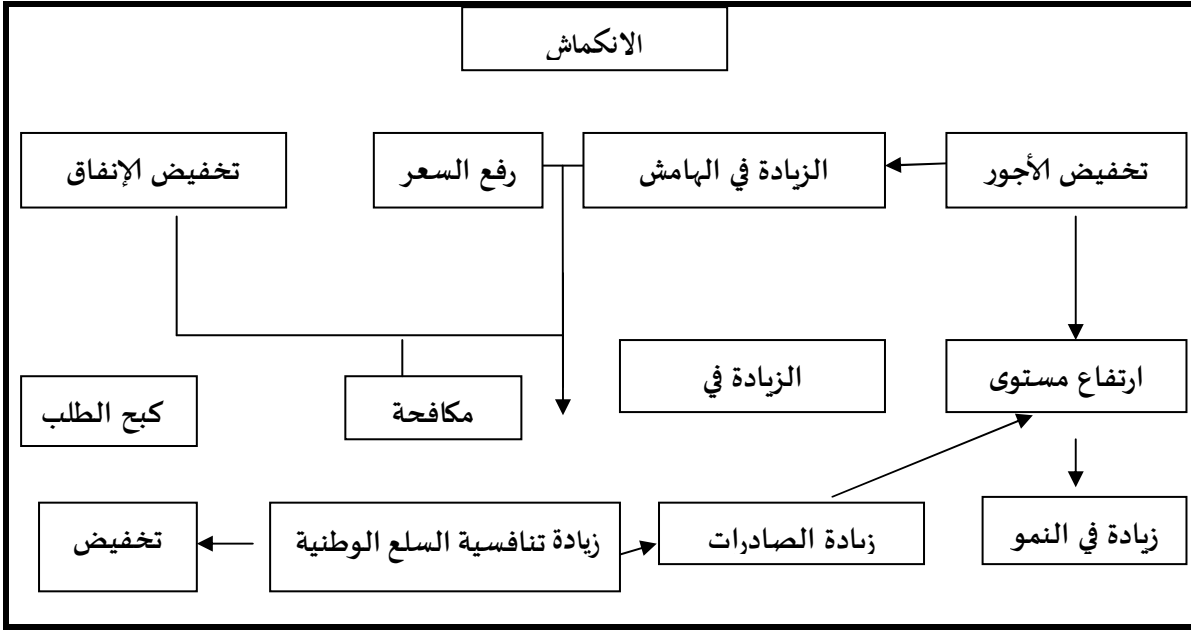 الانكماش
تخفيض الأجور
الزيادة في الهامش
رفع السعر
تخفيض الإنفاق
ارتفاع مستوى
الزيادة في
مكافحة
كبح الطلب
زيادة في النمو
زيادة الصادرات
زيادة تنافسية السلع الوطنية
تخفيض